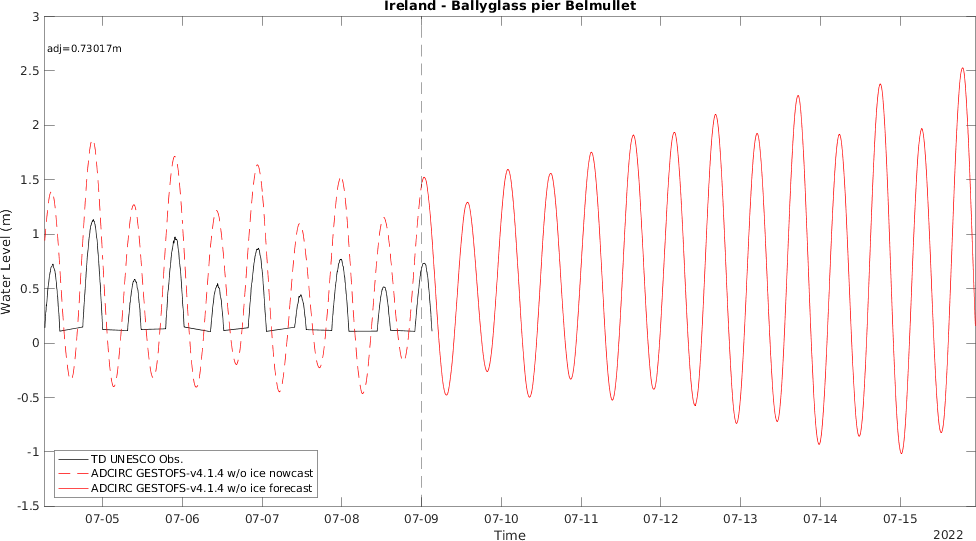 Ireland - Ballyglass pier Belmullet
adj=0.73017m
3
2.5
2
1.5
1
0.5
0
-0.5
-1
-1.5
Water Level (m)
TD UNESCO Obs.
ADCIRC GESTOFS-v4.1.4 w/o ice nowcast
ADCIRC GESTOFS-v4.1.4 w/o ice forecast
07-05 07-06 07-07 07-08 07-09 07-10 07-11 07-12 07-13 07-14 07-15
Time
2022